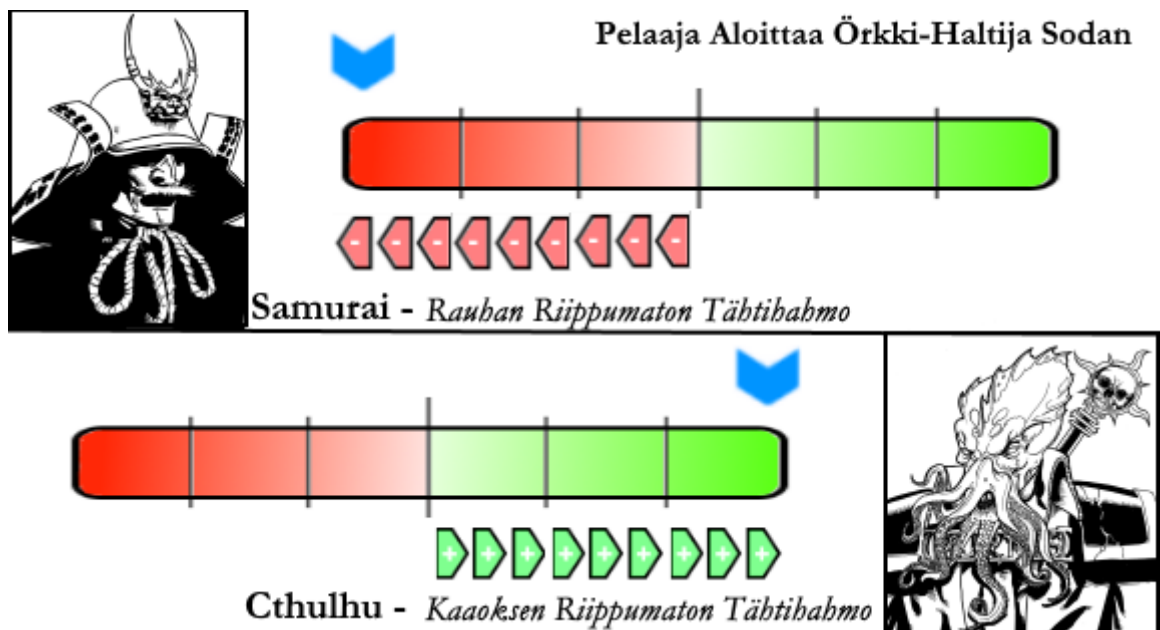 Pelaaja Aloittaa Örkki-Haltija Sodan
- - - - - - - - -
Samurai - Rauhan Riippumaton Tähtihahmo
+ + + + + + + + +
Cthulhu - Kaaoksen Riippumaton Tähtihahmo